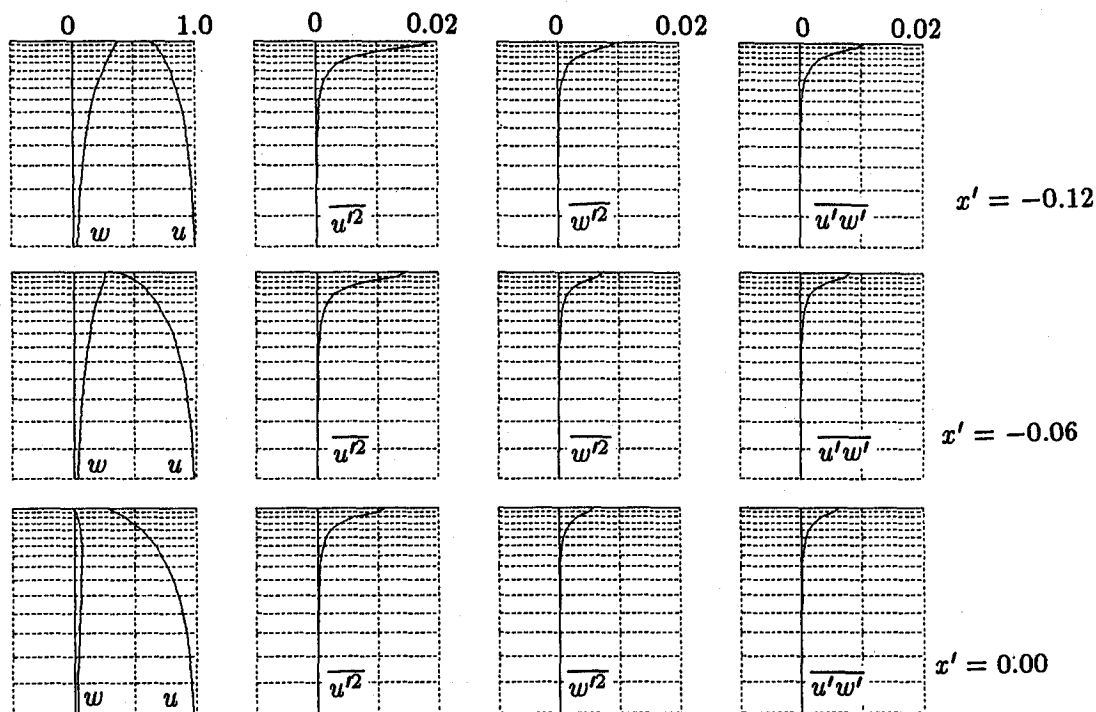 0 1.0 0 0.02 0 0.02 0 0.02
w u u'² w'² u'w' x' = −0.12
w u u'² w'² u'w' x' = −0.06
w u u'² w'² u'w' x' = 0.00